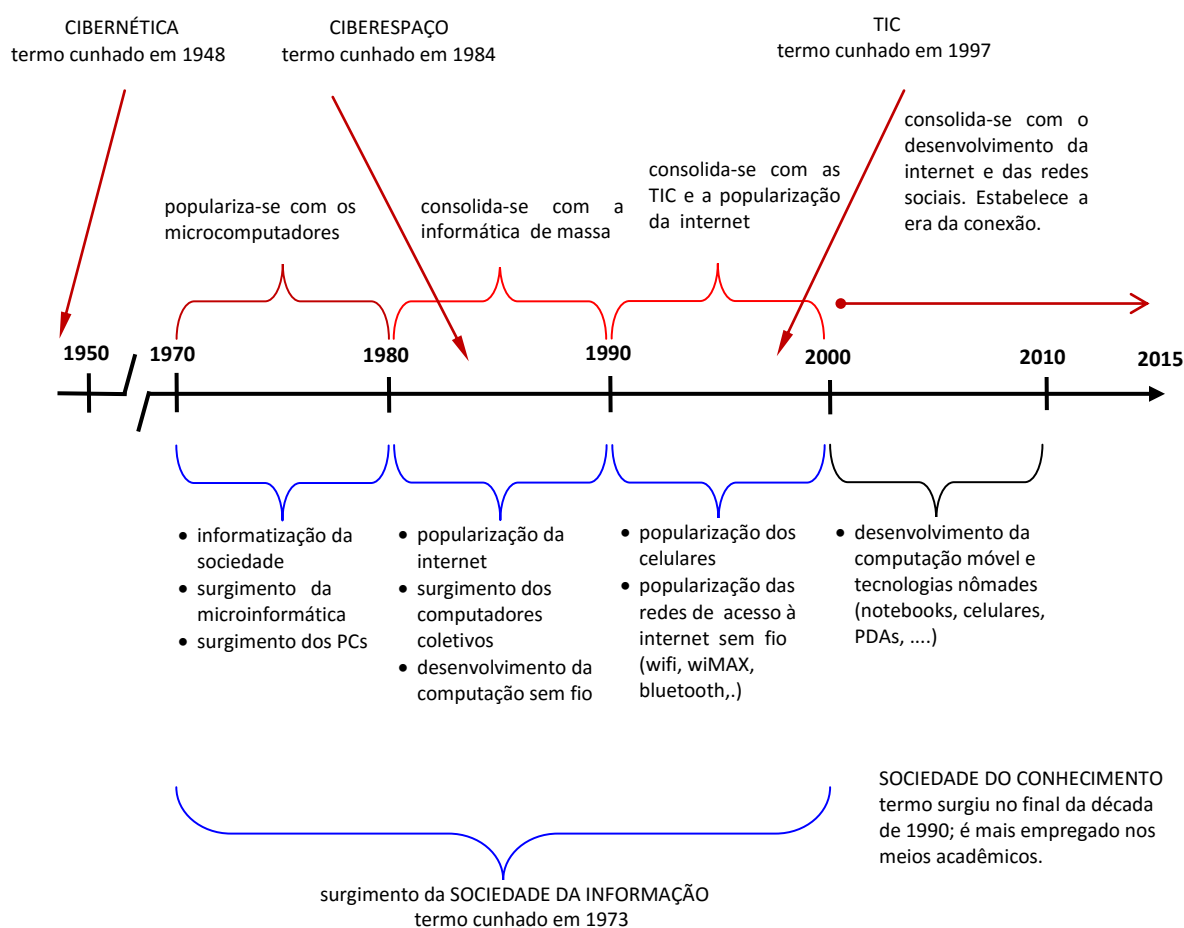 CIBERNÉTICA
termo cunhado em 1948
CIBERESPAÇO
termo cunhado em 1984
TIC
termo cunhado em 1997
populariza-se com os
microcomputadores
consolida-se com a
informática de massa
consolida-se com as
TIC e a popularização
da internet
consolida-se com o
desenvolvimento da
internet e das redes
sociais. Estabelece a
era da conexão.
1950
1970
1980
1990
2000
2010
2015
• informatização da
sociedade
• surgimento da
microinformática
• surgimento dos PCs
• popularização da
internet
• surgimento dos
computadores
coletivos
• desenvolvimento da
computação sem fio
• popularização dos
celulares
• popularização das
redes de acesso à
internet sem fio
(wifi, wiMAX,
bluetooth,.)
• desenvolvimento da
computação móvel e
tecnologias nômades
(notebooks, celulares,
PDAs, ....)
surgimento da SOCIEDADE DA INFORMAÇÃO
termo cunhado em 1973
SOCIEDADE DO CONHECIMENTO
termo surgiu no final da década
de 1990; é mais empregado nos
meios acadêmicos.